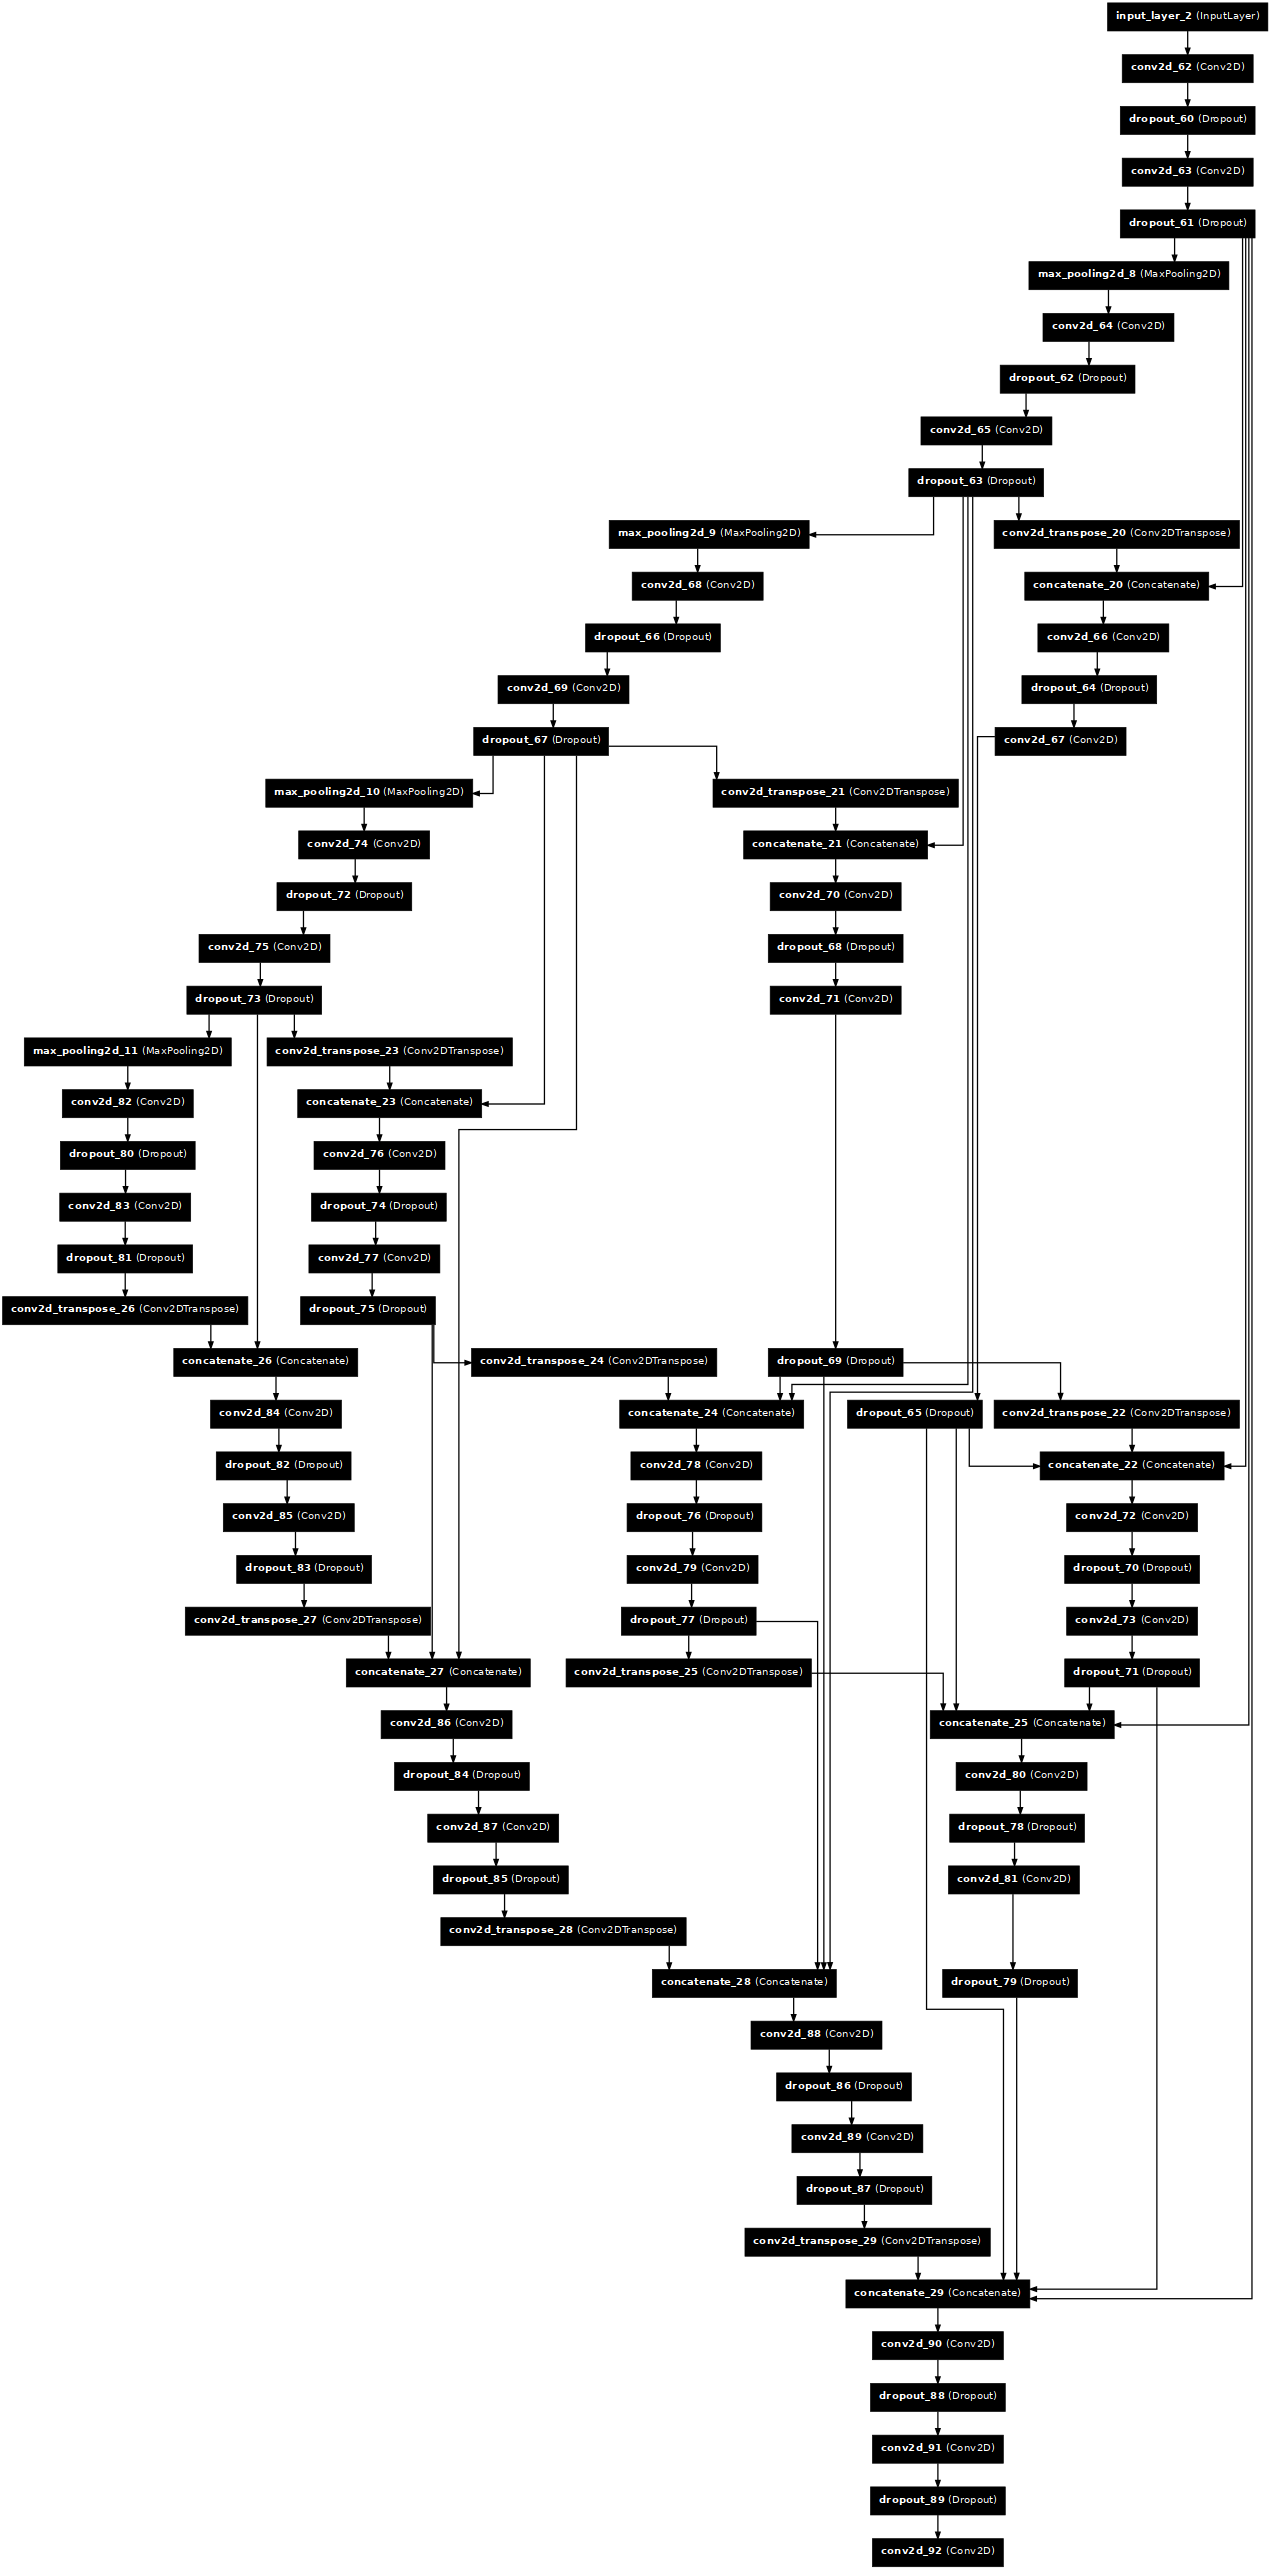 input_layer_2 (InputLayer)
conv2d_62 (Conv2D)
dropout_60 (Dropout)
conv2d_63 (Conv2D)
dropout_61 (Dropout)
max_pooling2d_8 (MaxPooling2D)
conv2d_64 (Conv2D)
dropout_62 (Dropout)
conv2d_65 (Conv2D)
dropout_63 (Dropout)
max_pooling2d_9 (MaxPooling2D)
conv2d_transpose_20 (Conv2DTranspose)
conv2d_68 (Conv2D)
concatenate_20 (Concatenate)
dropout_66 (Dropout)
conv2d_66 (Conv2D)
conv2d_69 (Conv2D)
dropout_64 (Dropout)
dropout_67 (Dropout)
conv2d_67 (Conv2D)
max_pooling2d_10 (MaxPooling2D)
conv2d_transpose_21 (Conv2DTranspose)
conv2d_74 (Conv2D)
concatenate_21 (Concatenate)
dropout_72 (Dropout)
conv2d_70 (Conv2D)
conv2d_75 (Conv2D)
dropout_68 (Dropout)
dropout_73 (Dropout)
conv2d_71 (Conv2D)
max_pooling2d_11 (MaxPooling2D)
conv2d_transpose_23 (Conv2DTranspose)
conv2d_82 (Conv2D)
concatenate_23 (Concatenate)
dropout_80 (Dropout)
conv2d_76 (Conv2D)
conv2d_83 (Conv2D)
dropout_74 (Dropout)
dropout_81 (Dropout)
conv2d_77 (Conv2D)
conv2d_transpose_26 (Conv2DTranspose)
dropout_75 (Dropout)
concatenate_26 (Concatenate)
conv2d_transpose_24 (Conv2DTranspose)
dropout_69 (Dropout)
conv2d_84 (Conv2D)
concatenate_24 (Concatenate)
dropout_65 (Dropout)
conv2d_transpose_22 (Conv2DTranspose)
dropout_82 (Dropout)
conv2d_78 (Conv2D)
concatenate_22 (Concatenate)
conv2d_85 (Conv2D)
dropout_76 (Dropout)
conv2d_72 (Conv2D)
dropout_83 (Dropout)
conv2d_79 (Conv2D)
dropout_70 (Dropout)
conv2d_transpose_27 (Conv2DTranspose)
dropout_77 (Dropout)
conv2d_73 (Conv2D)
concatenate_27 (Concatenate)
conv2d_transpose_25 (Conv2DTranspose)
dropout_71 (Dropout)
conv2d_86 (Conv2D)
concatenate_25 (Concatenate)
dropout_84 (Dropout)
conv2d_80 (Conv2D)
conv2d_87 (Conv2D)
dropout_78 (Dropout)
dropout_85 (Dropout)
conv2d_81 (Conv2D)
conv2d_transpose_28 (Conv2DTranspose)
concatenate_28 (Concatenate)
dropout_79 (Dropout)
conv2d_88 (Conv2D)
dropout_86 (Dropout)
conv2d_89 (Conv2D)
dropout_87 (Dropout)
conv2d_transpose_29 (Conv2DTranspose)
concatenate_29 (Concatenate)
conv2d_90 (Conv2D)
dropout_88 (Dropout)
conv2d_91 (Conv2D)
dropout_89 (Dropout)
conv2d_92 (Conv2D)